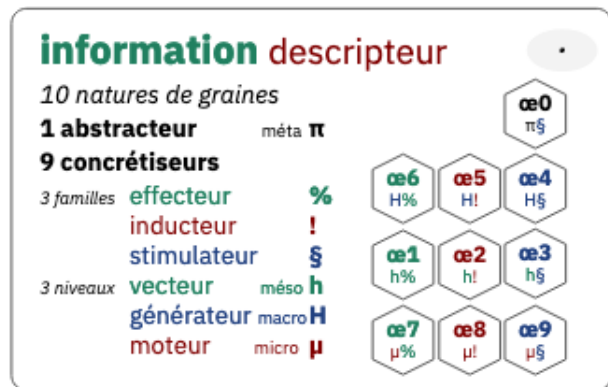 information descripteur
10 natures de graines
1 abstracteur méta π
9 concrétiseurs
3 familles effecteur %
inducteur !
stimulateur §
3 niveaux vecteur méso h
générateur macro H
moteur micro µ
œ0
π§
œ6 œ5 œ4
H% H! H§
œ1 œ2 œ3
h% h! h§
œ7 œ8 œ9
µ% µ! µ§